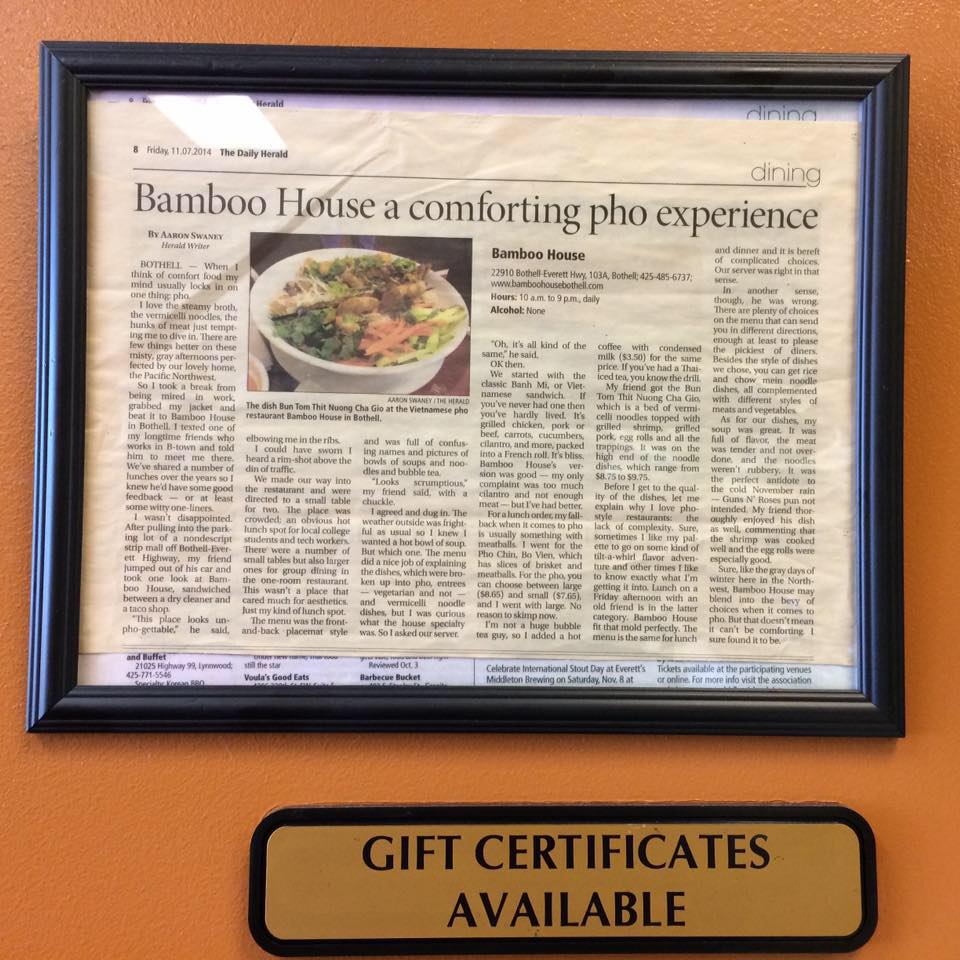 Herald
dining
8 Friday, 11.07.2014 The Daily Herald
dining
Bamboo House a comforting pho experience
BY AARON SWANEY
Herald Writer
BOTHELL — When I
think of comfort food my
mind usually locks in on
one thing: pho.
I love the steamy broth,
the vermicelli noodles, the
hunks of meat just tempt-
ing me to dive in. There are
few things better on these
misty, gray afternoons per-
fected by our lovely home,
the Pacific Northwest.
So I took a break from
being mired in work,
grabbed my jacket and
beat it to Bamboo House
in Bothell. I texted one of
my longtime friends who
works in B-town and told
him to meet me there.
We've shared a number of
lunches over the years so I
knew he'd have some good
feedback — or at least
some witty one-liners.
I wasn't disappointed.
After pulling into the park-
ing lot of a nondescript
strip mall off Bothell-Ever-
ett Highway, my friend
jumped out of his car and
took one look at Bam-
boo House, sandwiched
between a dry cleaner and
a taco shop.
"This place looks un-
pho-gettable," he said,
AARON SWANEY / THE HERALD
The dish Bun Tom Thit Nuong Cha Gio at the Vietnamese pho
restaurant Bamboo House in Bothell.
elbowing me in the ribs.
I could have sworn I
heard a rim-shot above the
din of traffic.
We made our way into
the restaurant and were
directed to a small table
for two. The place was
crowded; an obvious hot
lunch spot for local college
students and tech workers.
There were a number of
small tables but also larger
ones for group dining in
the one-room restaurant.
This wasn't a place that
cared much for aesthetics.
Just my kind of lunch spot.
The menu was the front-
and-back placemat style
and was full of confus-
ing names and pictures of
bowls of soups and noo-
dles and bubble tea.
"Looks scrumptious,"
my friend said, with a
chuckle.
I agreed and dug in. The
weather outside was fright-
ful as usual so I knew I
wanted a hot bowl of soup.
But which one. The menu
did a nice job of explaining
the dishes, which were bro-
ken up into pho, entrees
— vegetarian and not —
and vermicelli noodle
dishes, but I was curious
what the house specialty
was. So I asked our server.
Bamboo House
22910 Bothell-Everett Hwy, 103A, Bothell; 425-485-6737;
www.bamboohousebothell.com
Hours: 10 a.m. to 9 p.m., daily
Alcohol: None
"Oh, it's all kind of the
same," he said.
OK then.
We started with the
classic Banh Mi, or Viet-
namese sandwich. If
you've never had one then
you've hardly lived. It's
grilled chicken, pork or
beef, carrots, cucumbers,
cilantro, and more, packed
into a French roll. It's bliss.
Bamboo House's ver-
sion was good — my only
complaint was too much
cilantro and not enough
meat — but I've had better.
For a lunch order, my fall-
back when it comes to pho
is usually something with
meatballs. I went for the
Pho Chin, Bo Vien, which
has slices of brisket and
meatballs. For the pho, you
can choose between large
($8.65) and small ($7.65),
and I went with large. No
reason to skimp now.
I'm not a huge bubble
tea guy, so I added a hot
coffee with condensed
milk ($3.50) for the same
price. If you've had a Thai-
iced tea, you know the drill.
My friend got the Bun
Tom Thit Nuong Cha Gio,
which is a bed of vermi-
celli noodles topped with
grilled shrimp, grilled
pork, egg rolls and all the
trappings. It was on the
high end of the noodle
dishes, which range from
$8.75 to $9.75.
Before I get to the qual-
ity of the dishes, let me
explain why I love pho-
style restaurants: the
lack of complexity. Sure,
sometimes I like my pal-
ette to go on some kind of
tilt-a-whirl flavor adven-
ture and other times I like
to know exactly what I'm
getting it into. Lunch on a
Friday afternoon with an
old friend is in the latter
category. Bamboo House
fit that mold perfectly. The
menu is the same for lunch
and dinner and it is bereft
of complicated choices.
Our server was right in that
sense.
In another sense,
though, he was wrong.
There are plenty of choices
on the menu that can send
you in different directions,
enough at least to please
the pickiest of diners.
Besides the style of dishes
we chose, you can get rice
and chow mein noodle
dishes, all complemented
with different styles of
meats and vegetables.
As for our dishes, my
soup was great. It was
full of flavor, the meat
was tender and not over-
done, and the noodles
weren't rubbery. It was
the perfect antidote to
the cold November rain
— Guns N' Roses pun not
intended. My friend thor-
oughly enjoyed his dish
as well, commenting that
the shrimp was cooked
well and the egg rolls were
especially good.
Sure, like the gray days of
winter here in the North-
west, Bamboo House may
blend into the bevy of
choices when it comes to
pho. But that doesn't mean
it can't be comforting. I
sure found it to be.
and Buffet
21025 Highway 99, Lynnwood;
425-771-5546
Specialty: Korean BBQ
still the star
Voula's Good Eats
Reviewed Oct. 3
Barbecue Bucket
Celebrate International Stout Day at Everett's
Middleton Brewing on Saturday, Nov. 8 at
Tickets available at the participating venues
or online. For more info visit the association
GIFT CERTIFICATES
AVAILABLE